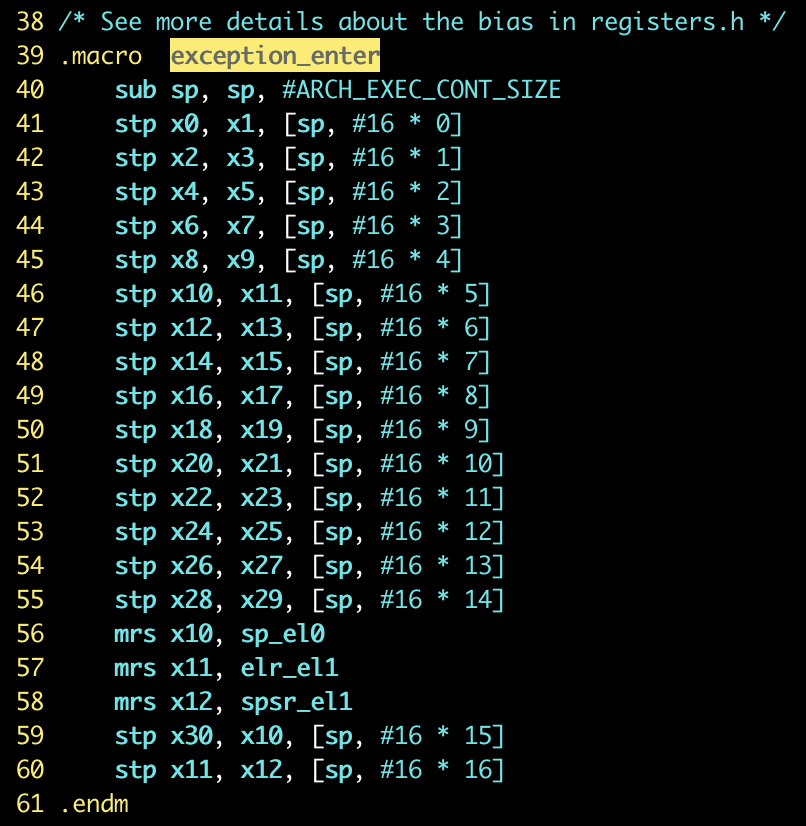 38 /* See more details about the bias in registers.h */
39 .macro  exception_enter
40     sub sp, sp, #ARCH_EXEC_CONT_SIZE
41     stp x0, x1, [sp, #16 * 0]
42     stp x2, x3, [sp, #16 * 1]
43     stp x4, x5, [sp, #16 * 2]
44     stp x6, x7, [sp, #16 * 3]
45     stp x8, x9, [sp, #16 * 4]
46     stp x10, x11, [sp, #16 * 5]
47     stp x12, x13, [sp, #16 * 6]
48     stp x14, x15, [sp, #16 * 7]
49     stp x16, x17, [sp, #16 * 8]
50     stp x18, x19, [sp, #16 * 9]
51     stp x20, x21, [sp, #16 * 10]
52     stp x22, x23, [sp, #16 * 11]
53     stp x24, x25, [sp, #16 * 12]
54     stp x26, x27, [sp, #16 * 13]
55     stp x28, x29, [sp, #16 * 14]
56     mrs x10, sp_el0
57     mrs x11, elr_el1
58     mrs x12, spsr_el1
59     stp x30, x10, [sp, #16 * 15]
60     stp x11, x12, [sp, #16 * 16]
61 .endm